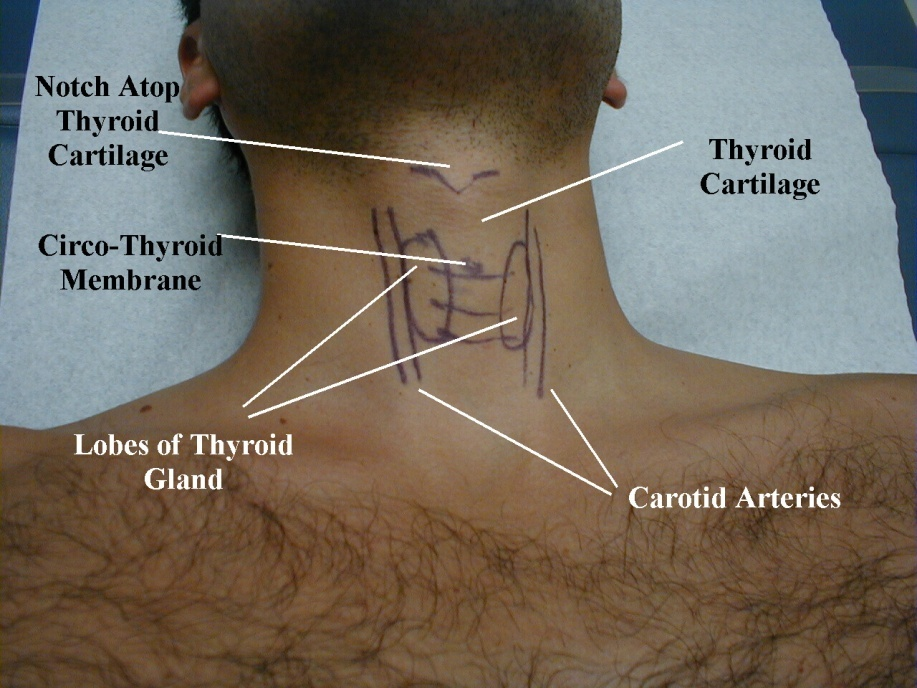 Notch Atop
Thyroid
Cartilage
Thyroid
Cartilage
Circo-Thyroid
Membrane
Lobes of Thyroid
Gland
Carotid Arteries